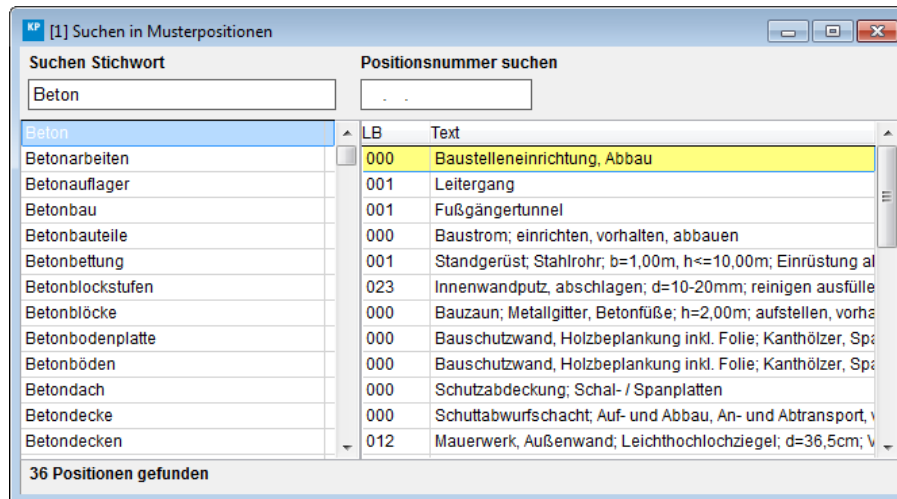 KP [1] Suchen in Musterpositionen
Suchen Stichwort
Beton
Positionsnummer suchen
. .
Beton
Betonarbeiten
Betonauflager
Betonbau
Betonbauteile
Betonbettung
Betonblockstufen
Betonblöcke
Betonbodenplatte
Betonböden
Betondach
Betondecke
Betondecken
LB Text
000 Baustelleneinrichtung, Abbau
001 Leitergang
001 Fußgängertunnel
000 Baustrom; einrichten, vorhalten, abbauen
001 Standgerüst; Stahlrohr; b=1,00m, h<=10,00m; Einrüstung al
023 Innenwandputz, abschlagen; d=10-20mm; reinigen ausfülle
000 Bauzaun; Metallgitter, Betonfüße; h=2,00m; aufstellen, vorha
000 Bauschutzwand, Holzbeplankung inkl. Folie; Kanthölzer, Spa
000 Bauschutzwand, Holzbeplankung inkl. Folie; Kanthölzer, Spa
000 Schutzabdeckung; Schal- / Spanplatten
000 Schuttabwurfschacht; Auf- und Abbau, An- und Abtransport, v
012 Mauerwerk, Außenwand; Leichthochlochziegel; d=36,5cm; V
36 Positionen gefunden